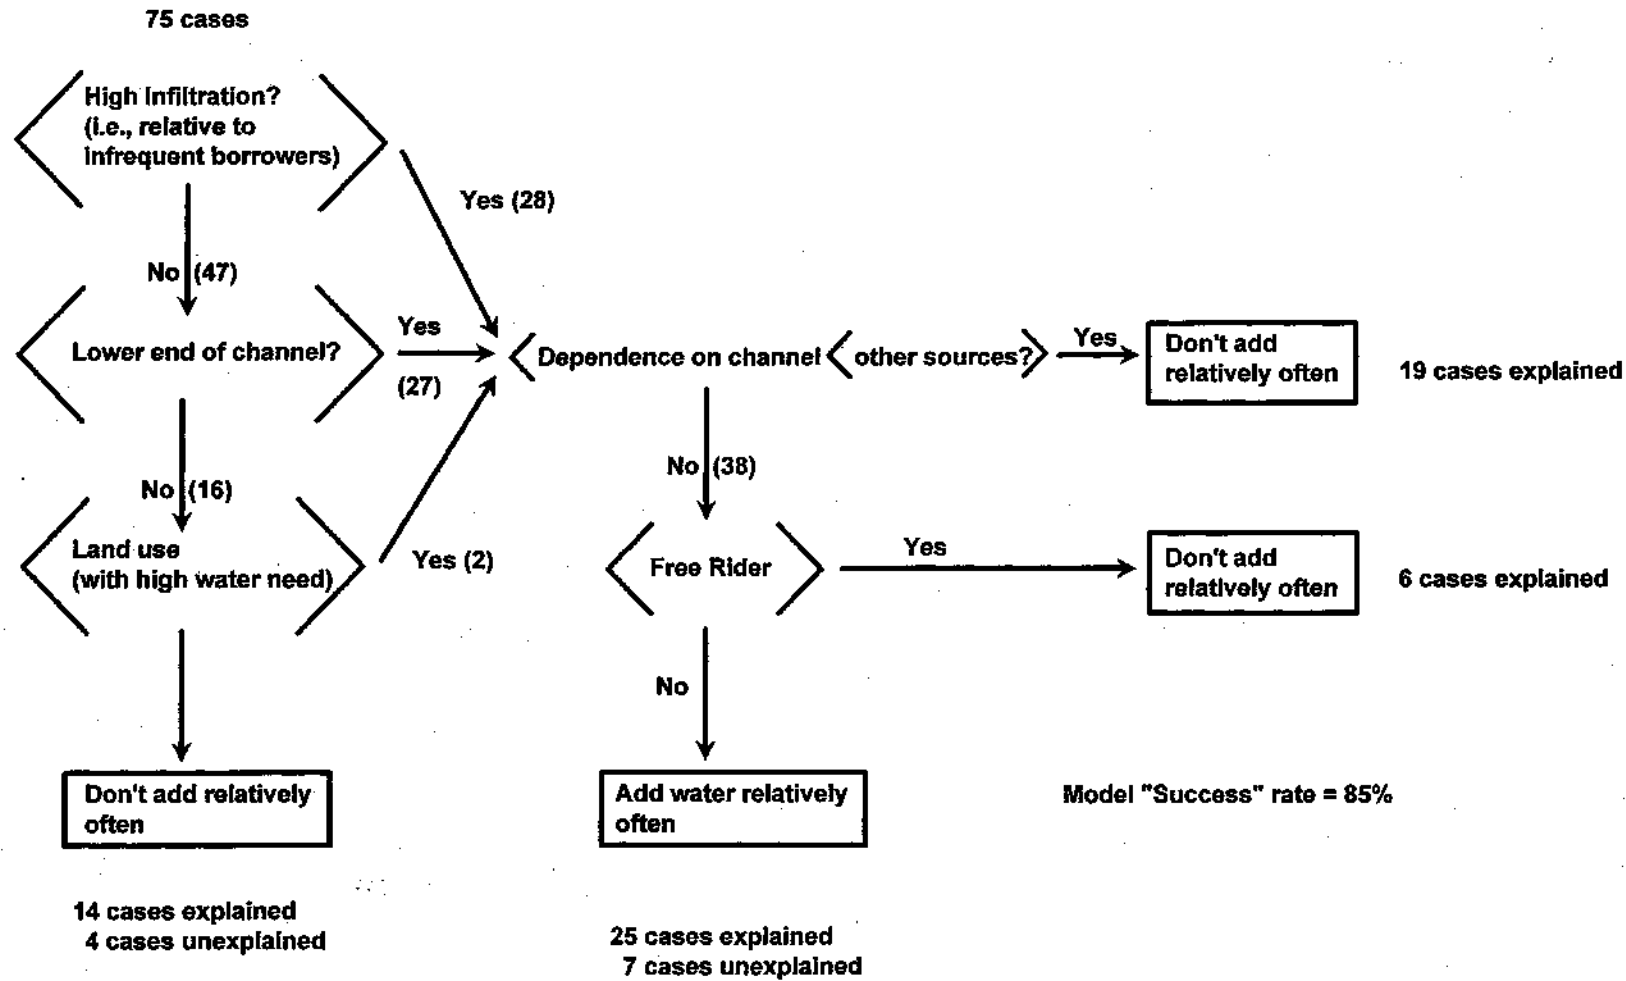 75 cases
High Infiltration?
(i.e., relative to
infrequent borrowers)
Yes (28)
No (47)
Lower end of channel?
Yes
(27)
Dependence on channel < other sources?
Yes
Don't add
relatively often
19 cases explained
No (16)
No (38)
Land use
(with high water need)
Yes (2)
Free Rider
Yes
Don't add
relatively often
6 cases explained
No
Don't add relatively
often
Add water relatively
often
Model "Success" rate = 85%
14 cases explained
4 cases unexplained
25 cases explained
7 cases unexplained